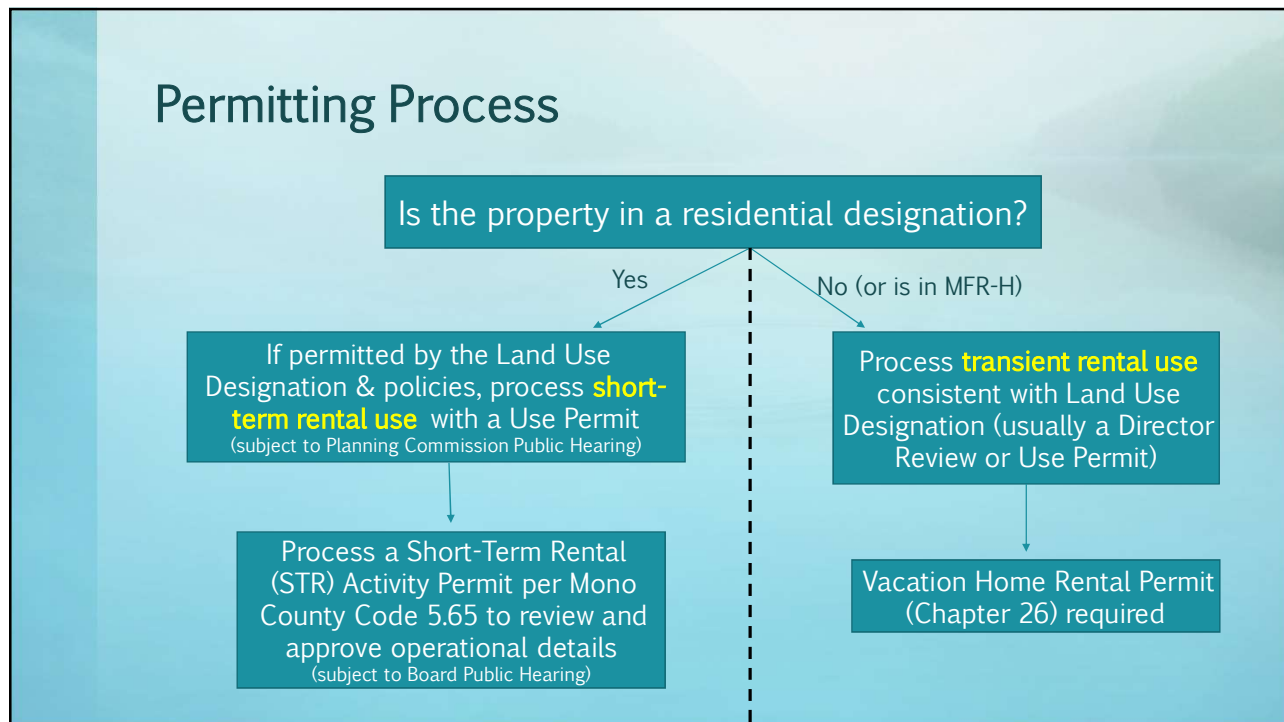 Permitting Process
Is the property in a residential designation?
Yes
No (or is in MFR-H)
If permitted by the Land Use
Designation & policies, process short-
term rental use with a Use Permit
(subject to Planning Commission Public Hearing)
Process transient rental use
consistent with Land Use
Designation (usually a Director
Review or Use Permit)
Process a Short-Term Rental
(STR) Activity Permit per Mono
County Code 5.65 to review and
approve operational details
(subject to Board Public Hearing)
Vacation Home Rental Permit
(Chapter 26) required